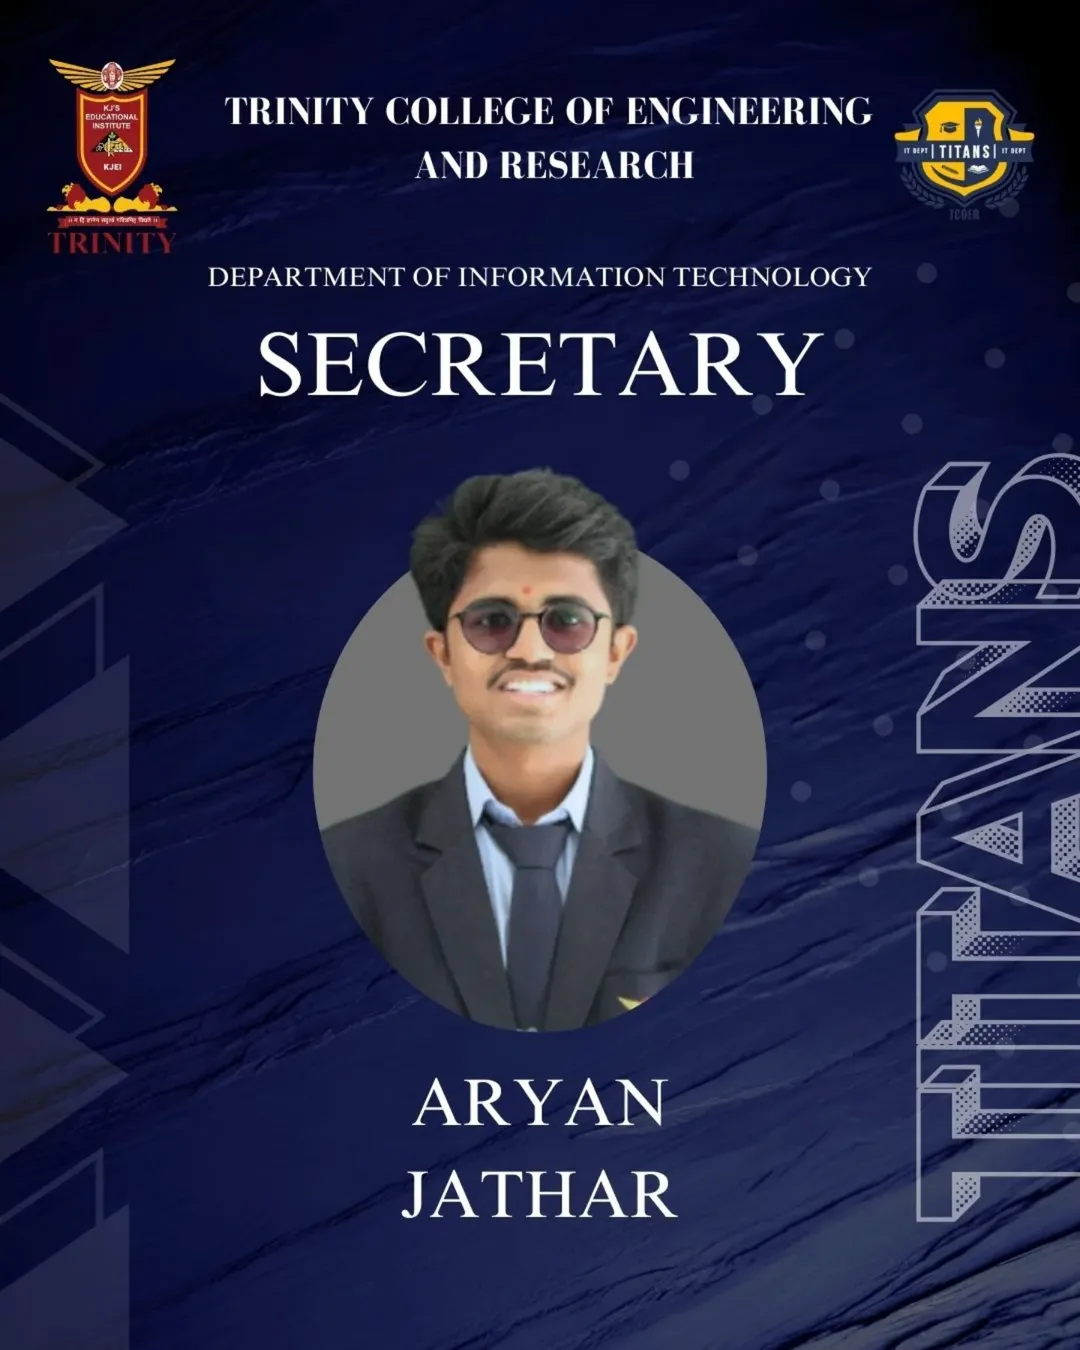 KJ'S
EDUCATIONAL
INSTITUTE
KJEI
TRINITY
TRINITY COLLEGE OF ENGINEERING
AND RESEARCH
IT DEPT TITANS IT DEPT
TCOER
DEPARTMENT OF INFORMATION TECHNOLOGY
SECRETARY
TITANS
ARYAN
JATHAR